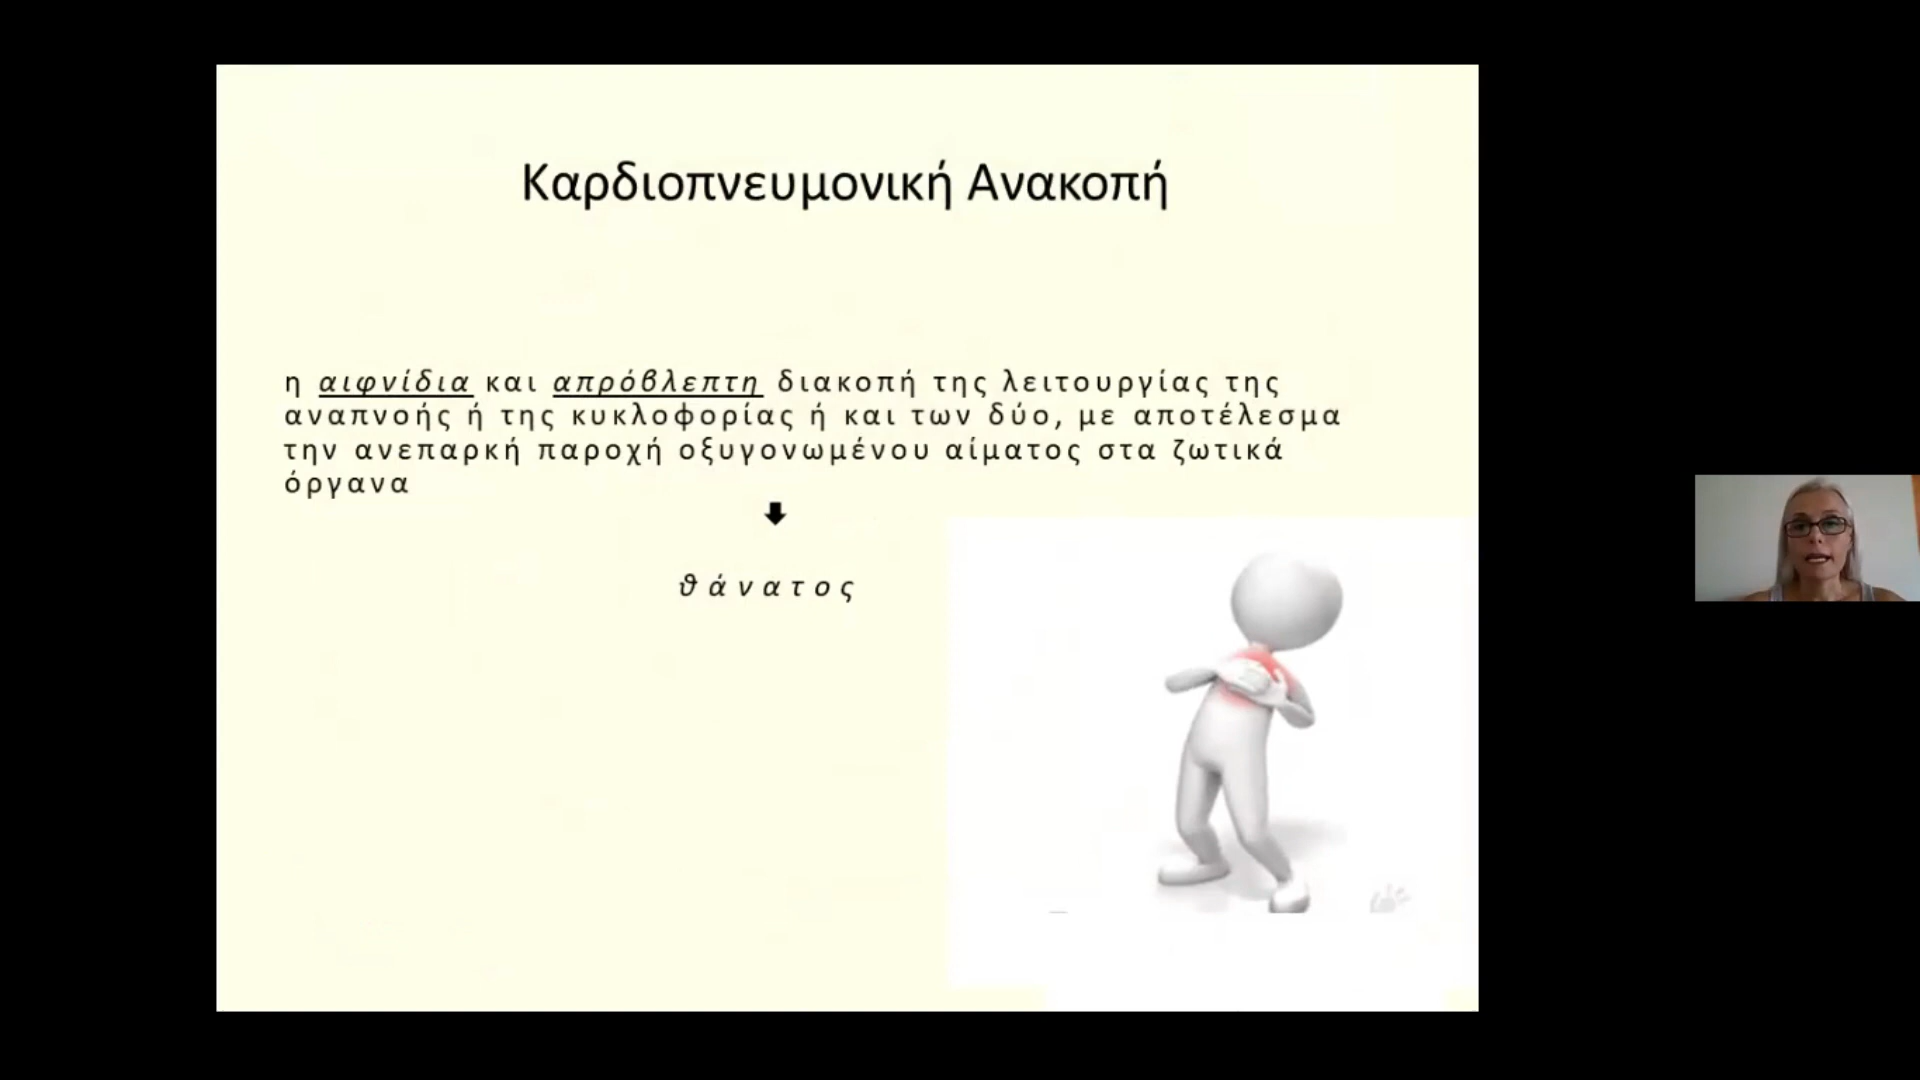 Καρδιοπνευμονική Ανακοπή
η αιφνίδια και απρόβλεπτη διακοπή της λειτουργίας της
αναπνοής ή της κυκλοφορίας ή και των δύο, με αποτέλεσμα
την ανεπαρκή παροχή οξυγονωμένου αίματος στα ζωτικά
όργανα
θάνατος